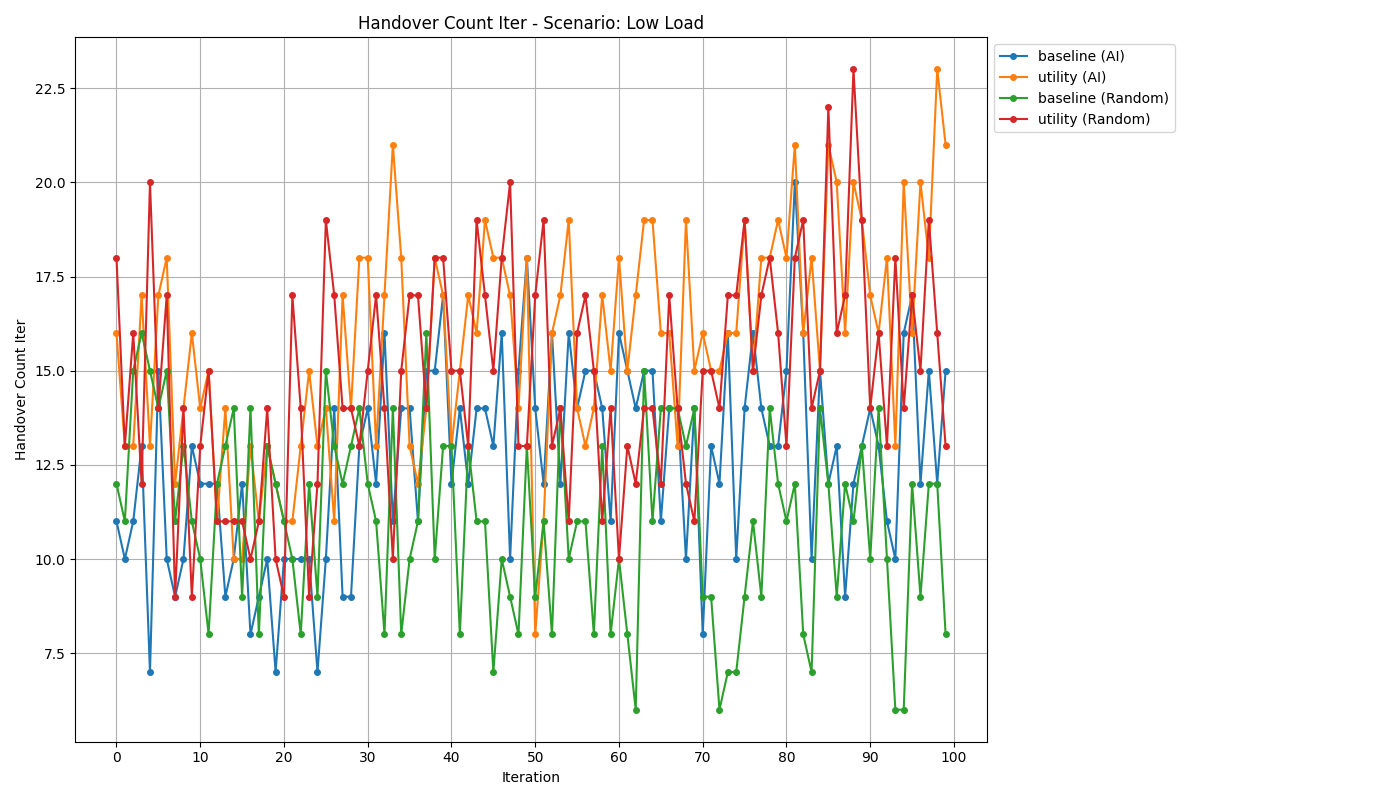 Handover Count Iter - Scenario: Low Load
baseline (AI)
utility (AI)
baseline (Random)
utility (Random)
Handover Count Iter
22.5
20.0
17.5
15.0
12.5
10.0
7.5
0 10 20 30 40 50 60 70 80 90 100
Iteration